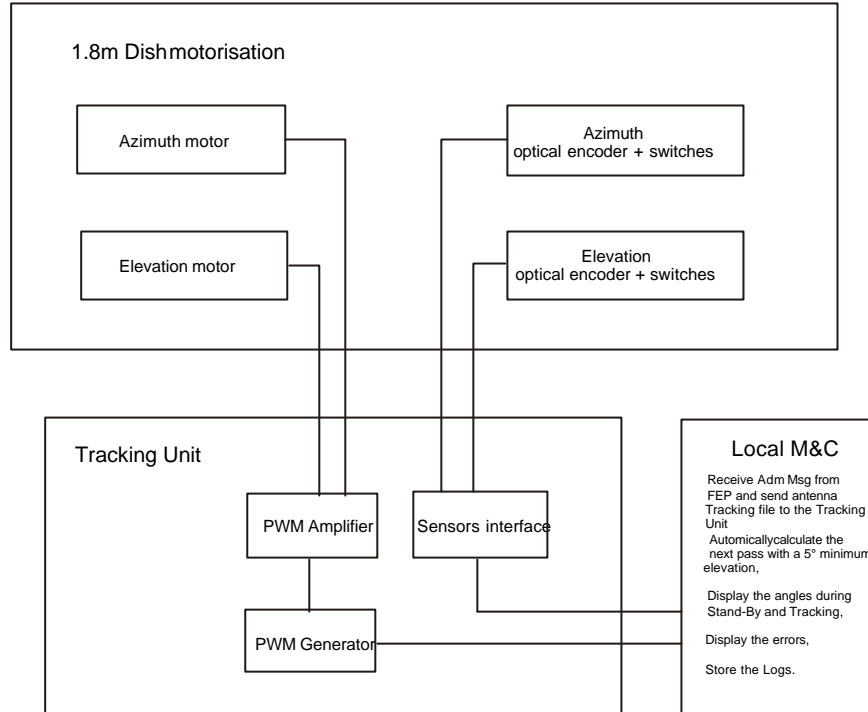 1.8m Dish motorisation
Azimuth motor
Azimuth
optical encoder + switches
Elevation motor
Elevation
optical encoder + switches
Tracking Unit
PWM Amplifier
Sensors interface
PWM Generator
Local M&C
Receive Adm Msg from
FEP and send antenna
Tracking file to the Tracking
Unit
Automicallycalculate the
next pass with a 5° minimum
elevation,
Display the angles during
Stand-By and Tracking,
Display the errors,
Store the Logs.